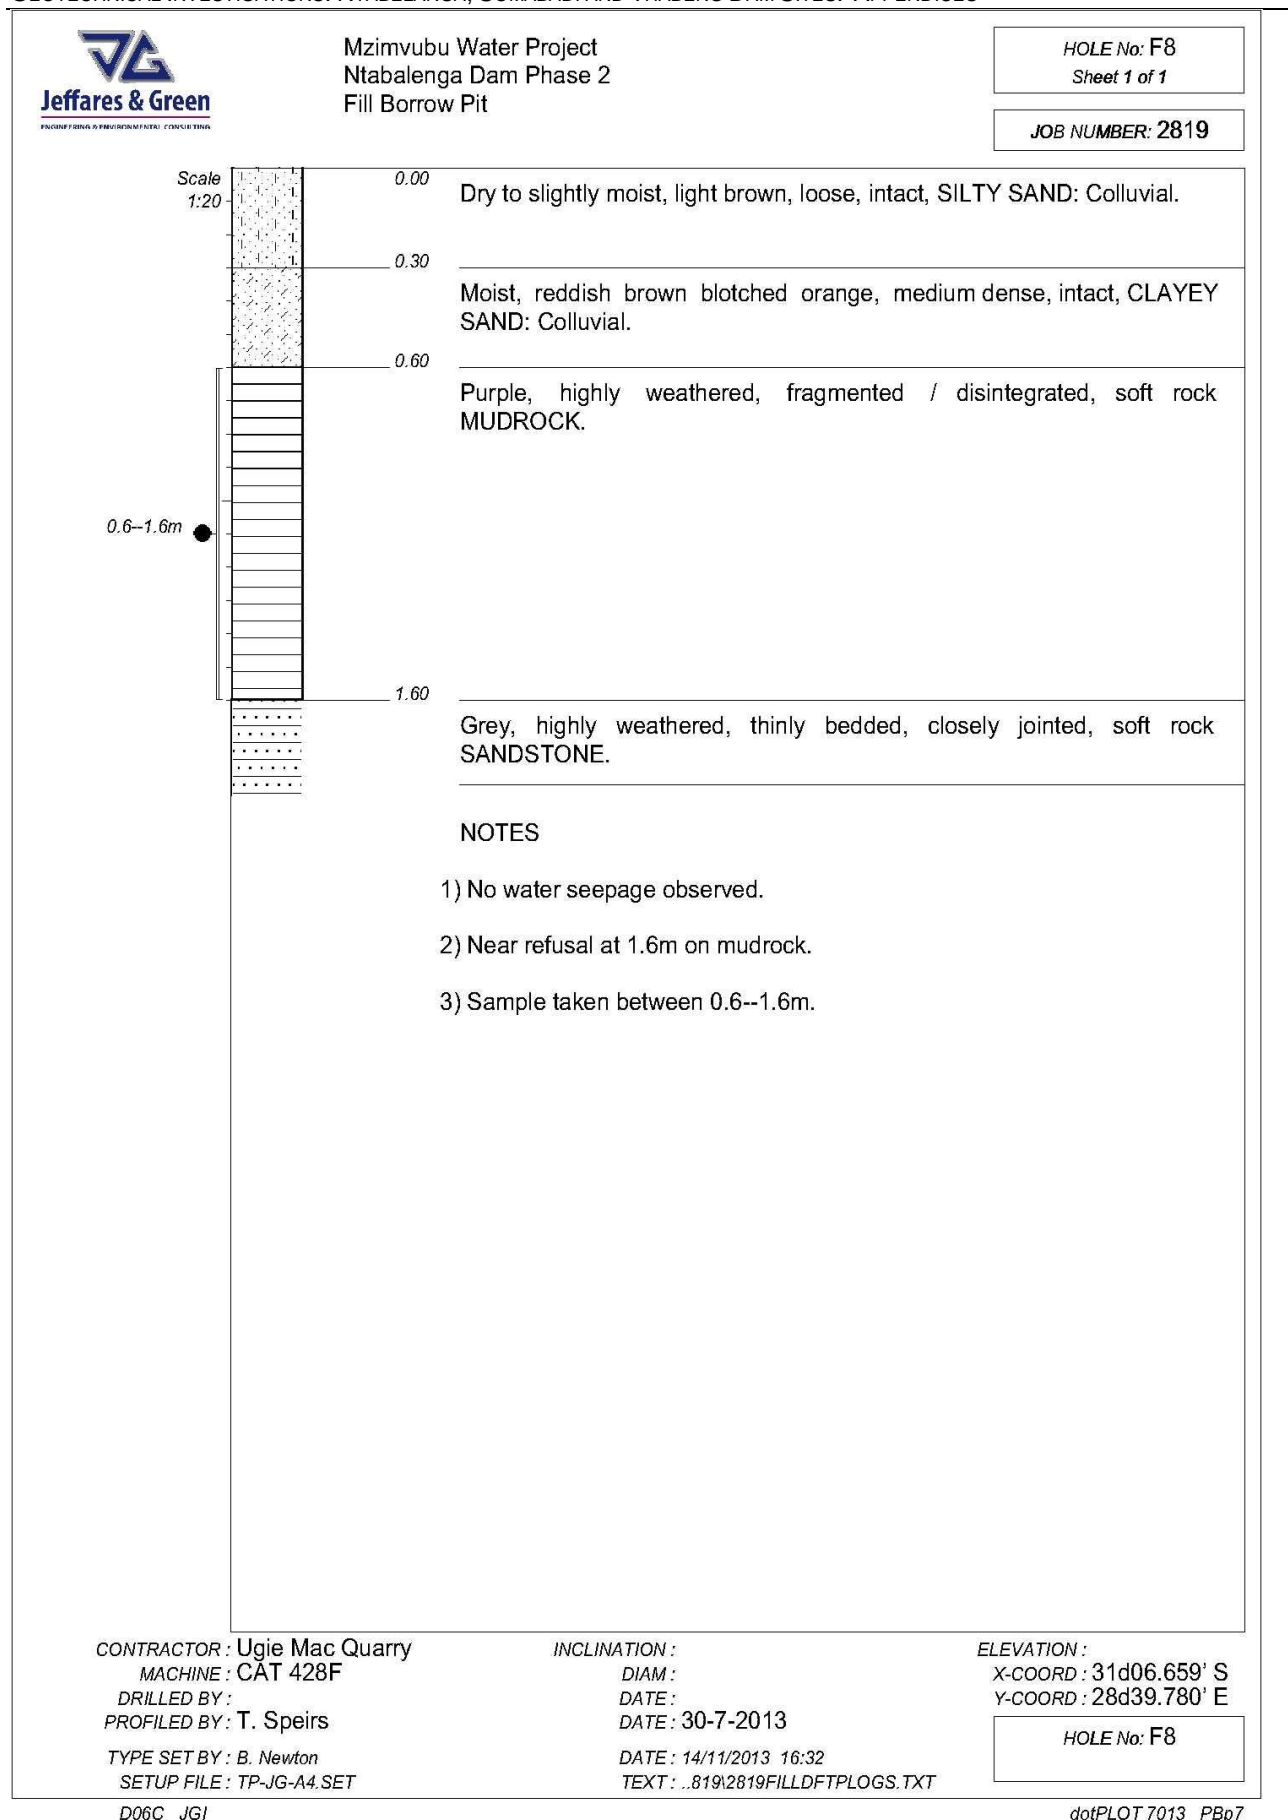 Mzimvubu Water Project
Ntabalenga Dam Phase 2
Fill Borrow Pit
HOLE No: F8
Sheet 1 of 1
JOB NUMBER: 2819
Jeffares & Green
ENGINEERING & ENVIRONMENTAL CONSULTING
Scale
1:20
0.00
Dry to slightly moist, light brown, loose, intact, SILTY SAND: Colluvial.
0.30
Moist, reddish brown blotched orange, medium dense, intact, CLAYEY
SAND: Colluvial.
0.60
Purple, highly weathered, fragmented / disintegrated, soft rock
MUDROCK.
0.6--1.6m
1.60
Grey, highly weathered, thinly bedded, closely jointed, soft rock
SANDSTONE.
NOTES
1) No water seepage observed.
2) Near refusal at 1.6m on mudrock.
3) Sample taken between 0.6--1.6m.
CONTRACTOR : Ugie Mac Quarry
MACHINE : CAT 428F
DRILLED BY :
PROFILED BY : T. Speirs
TYPE SET BY : B. Newton
SETUP FILE : TP-JG-A4.SET
INCLINATION :
DIAM :
DATE :
DATE : 30-7-2013
DATE : 14/11/2013 16:32
TEXT : ..819\2819FILLDFTPLOGS.TXT
ELEVATION :
X-COORD : 31d06.659' S
Y-COORD : 28d39.780' E
HOLE No: F8
D06C JGI
dotPLOT 7013 PBp7